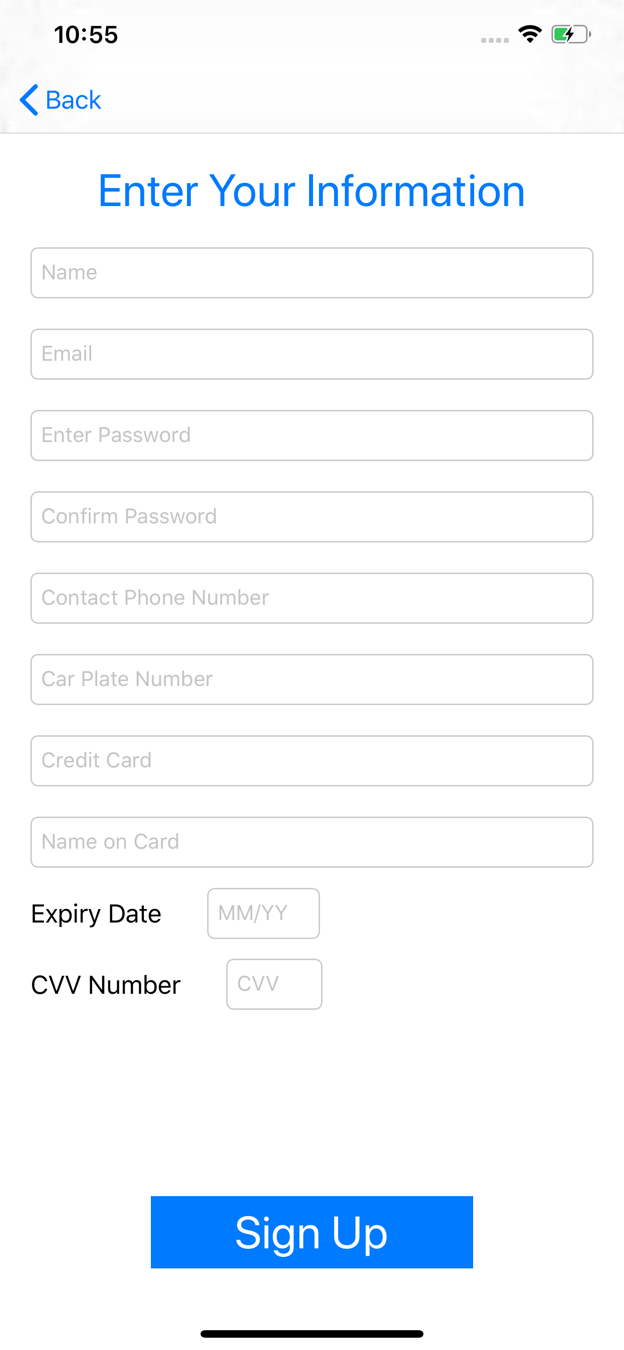 10:55
Back
Enter Your Information
Name
Email
Enter Password
Confirm Password
Contact Phone Number
Car Plate Number
Credit Card
Name on Card
Expiry Date MM/YY
CVV Number CVV
Sign Up